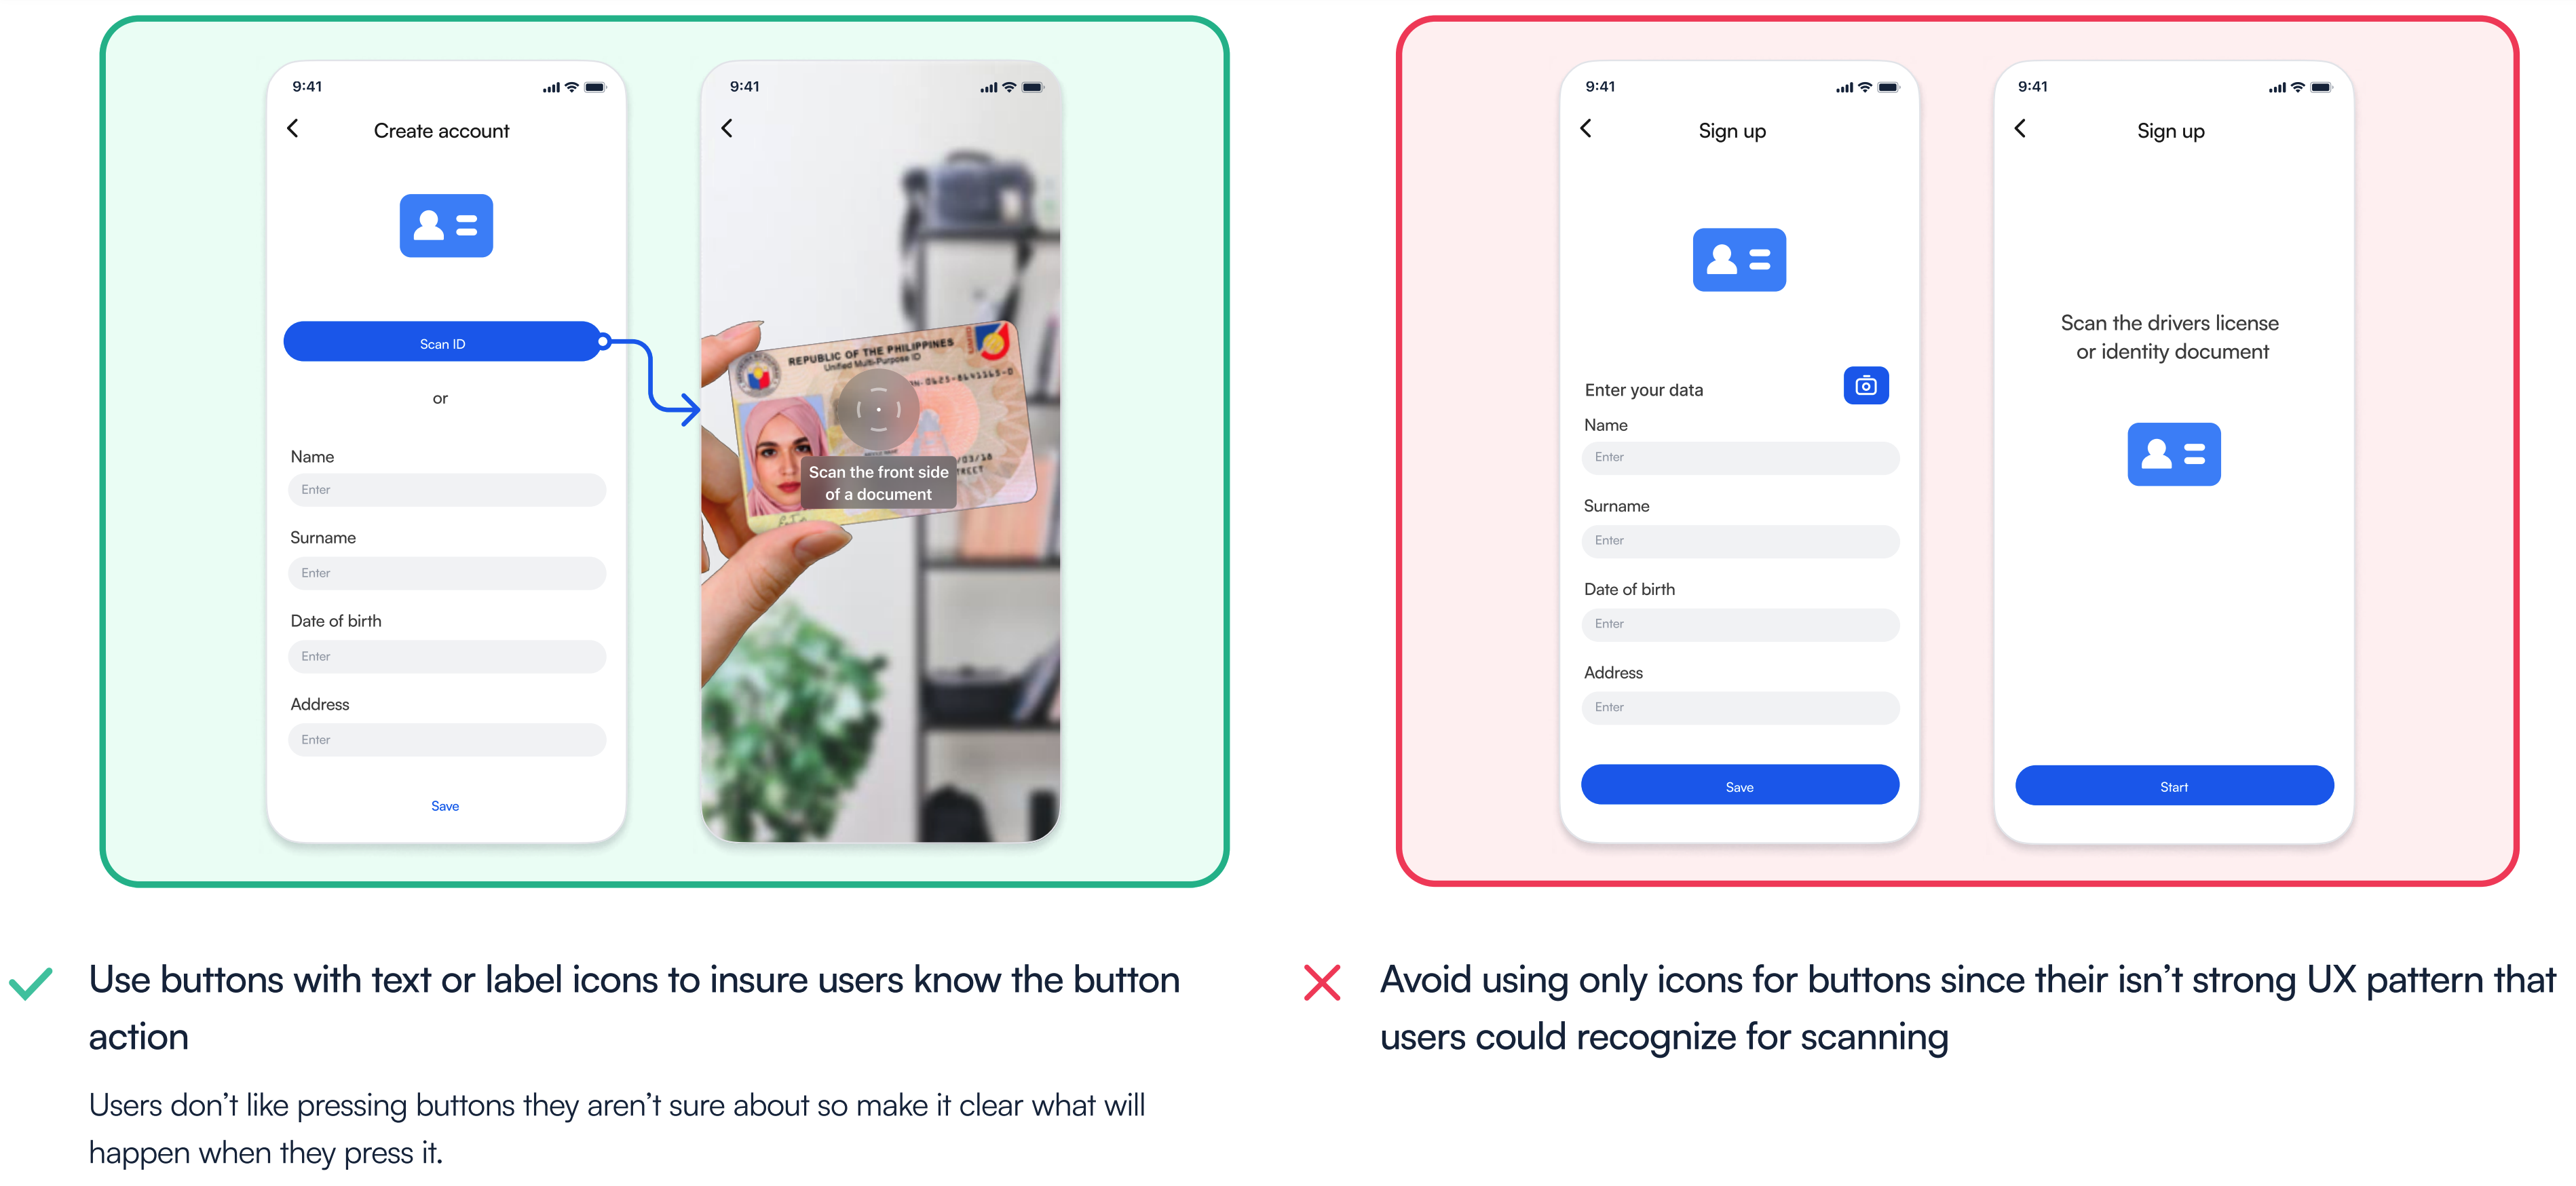 9:41
Create account
Scan ID
or
Name
Enter
Surname
Enter
Date of birth
Enter
Address
Enter
Save
9:41
REPUBLIC OF THE PHILIPPINES
Unified Multi-Purpose ID
Scan the front side
of a document
9:41
Sign up
Enter your data
Name
Enter
Surname
Enter
Date of birth
Enter
Address
Enter
Save
9:41
Sign up
Scan the drivers license
or identity document
Start
Use buttons with text or label icons to insure users know the button
action
Users don’t like pressing buttons they aren’t sure about so make it clear what will
happen when they press it.
Avoid using only icons for buttons since their isn’t strong UX pattern that
users could recognize for scanning